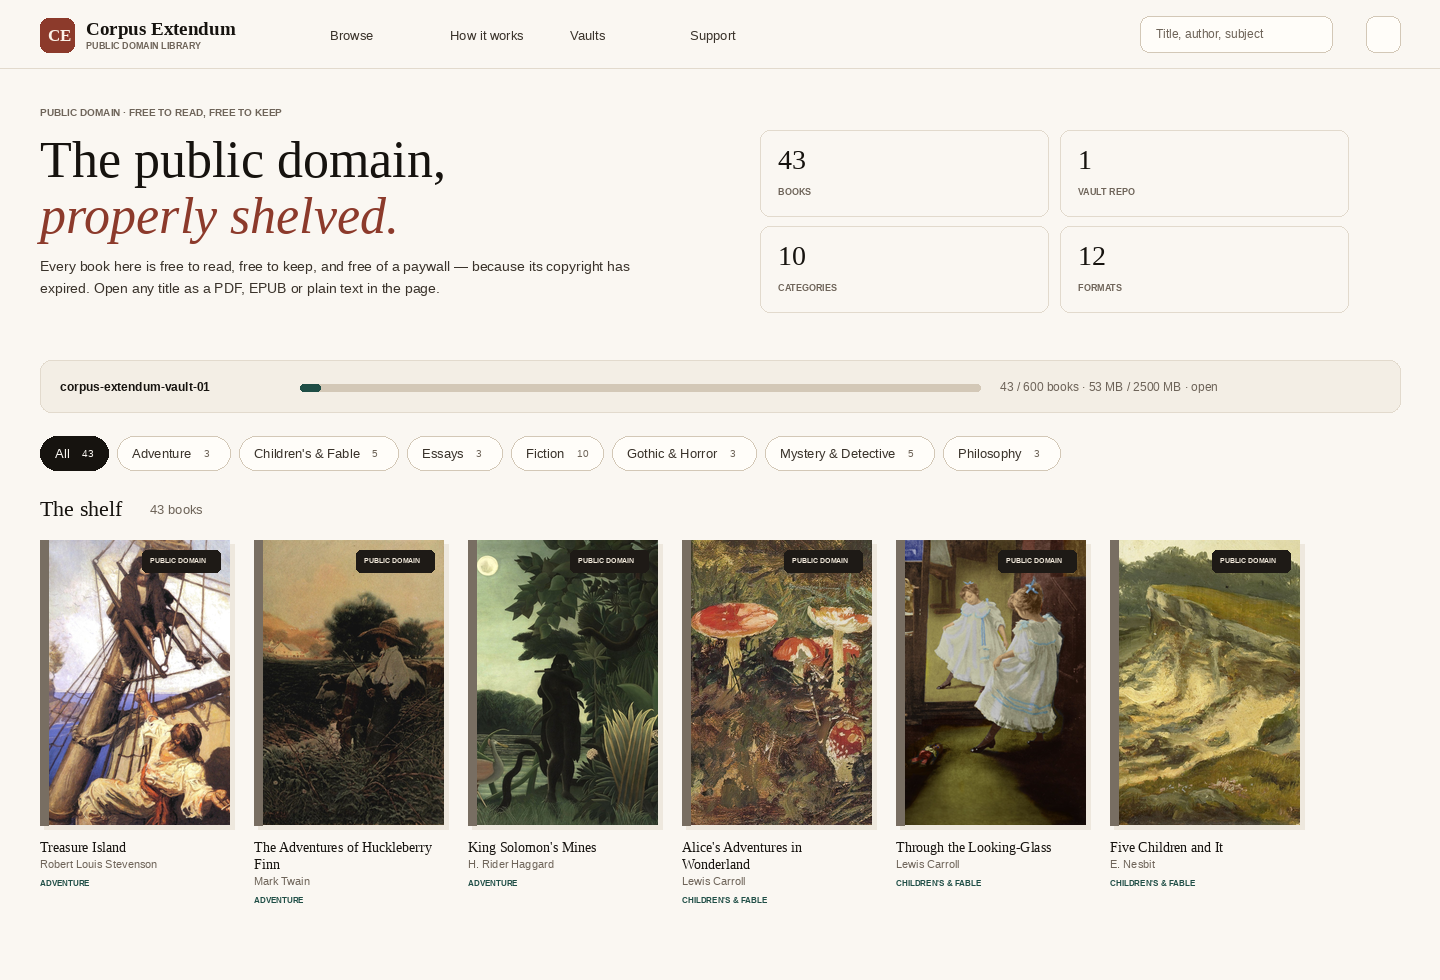 CE
Corpus Extendum
PUBLIC DOMAIN LIBRARY
Browse
How it works
Vaults
Support
Title, author, subject
PUBLIC DOMAIN · FREE TO READ, FREE TO KEEP
The public domain,
properly shelved.
Every book here is free to read, free to keep, and free of a paywall — because its copyright has
expired. Open any title as a PDF, EPUB or plain text in the page.
43
BOOKS
1
VAULT REPO
10
CATEGORIES
12
FORMATS
corpus-extendum-vault-01
43 / 600 books · 53 MB / 2500 MB · open
All 43
Adventure 3
Children's & Fable 5
Essays 3
Fiction 10
Gothic & Horror 3
Mystery & Detective 5
Philosophy 3
The shelf
43 books
PUBLIC DOMAIN
Treasure Island
Robert Louis Stevenson
ADVENTURE
PUBLIC DOMAIN
The Adventures of Huckleberry
Finn
Mark Twain
ADVENTURE
PUBLIC DOMAIN
King Solomon's Mines
H. Rider Haggard
ADVENTURE
PUBLIC DOMAIN
Alice's Adventures in
Wonderland
Lewis Carroll
CHILDREN'S & FABLE
PUBLIC DOMAIN
Through the Looking-Glass
Lewis Carroll
CHILDREN'S & FABLE
PUBLIC DOMAIN
Five Children and It
E. Nesbit
CHILDREN'S & FABLE